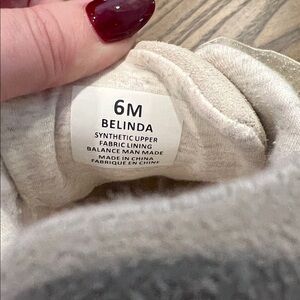 6M
BELINDA
SYNTHETIC UPPER
FABRIC LINING
BALANCE MAN MADE
MADE IN CHINA
FABRIQUÉ EN CHINE